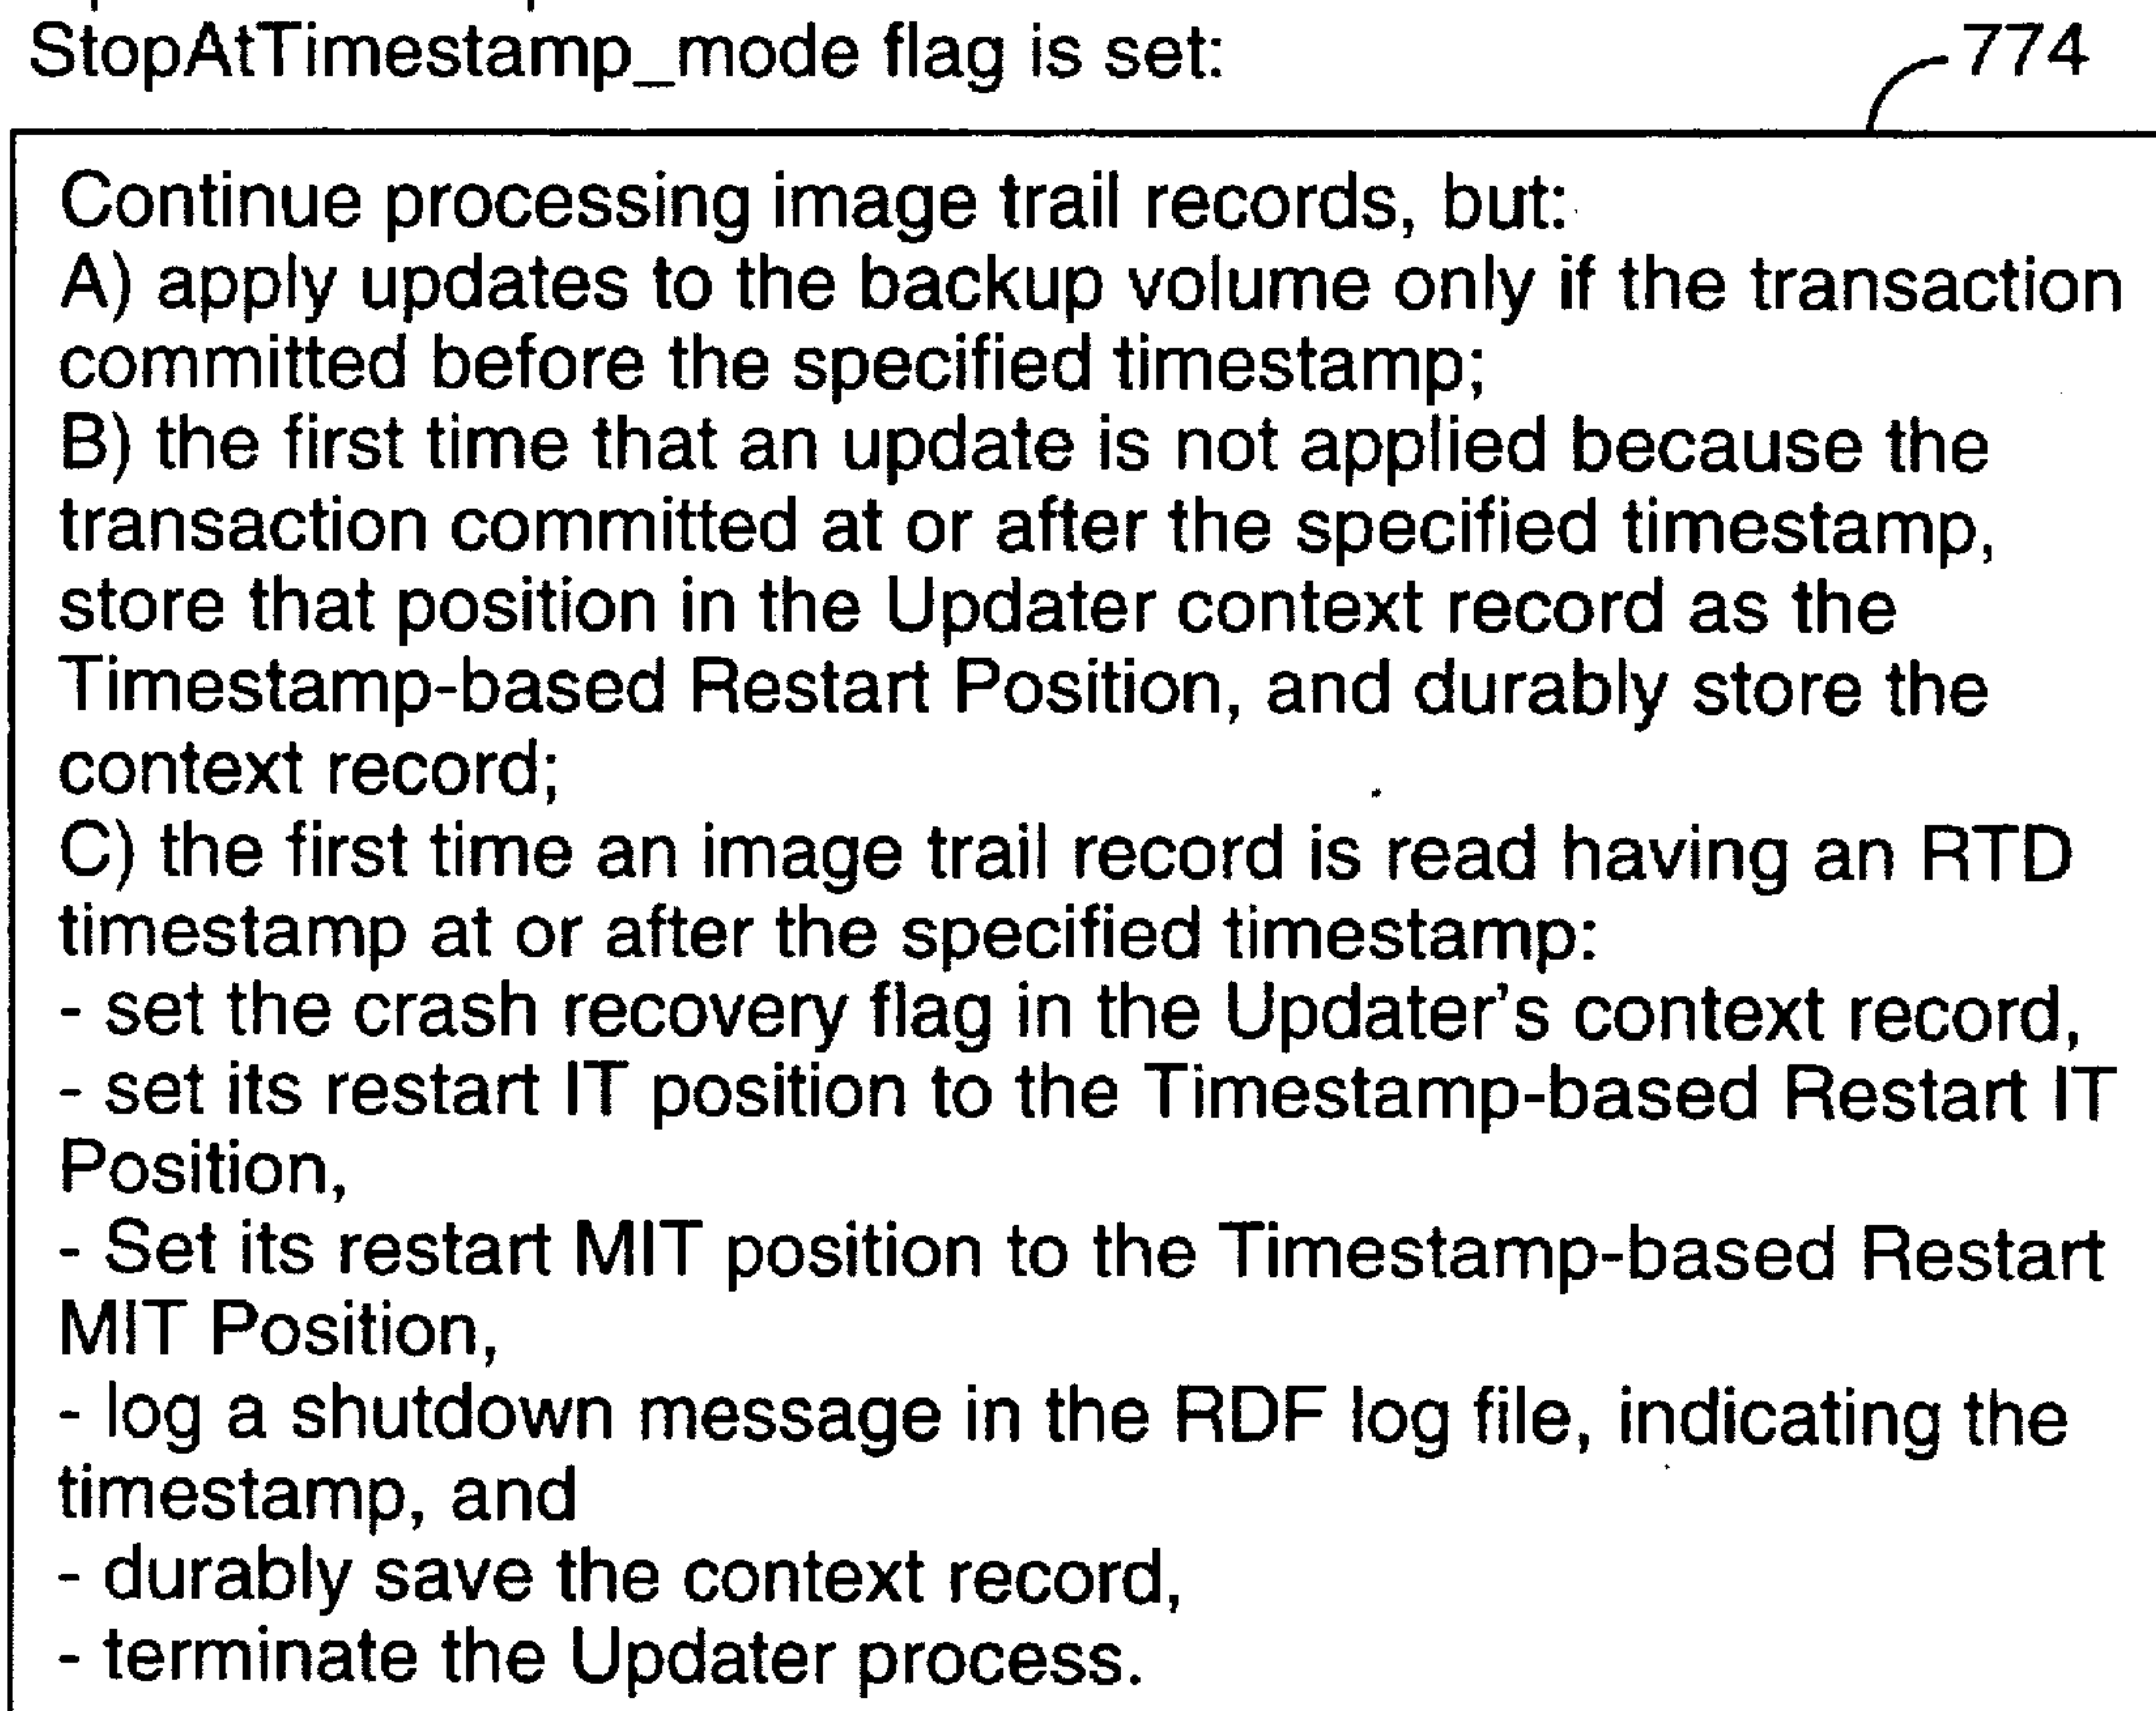 StopAtTimestamp_mode flag is set:
774
Continue processing image trail records, but:
A) apply updates to the backup volume only if the transaction
committed before the specified timestamp;
B) the first time that an update is not applied because the
transaction committed at or after the specified timestamp,
store that position in the Updater context record as the
Timestamp-based Restart Position, and durably store the
context record;
C) the first time an image trail record is read having an RTD
timestamp at or after the specified timestamp:
- set the crash recovery flag in the Updater's context record,
- set its restart IT position to the Timestamp-based Restart IT
Position,
- Set its restart MIT position to the Timestamp-based Restart
MIT Position,
- log a shutdown message in the RDF log file, indicating the
timestamp, and
- durably save the context record,
- terminate the Updater process.